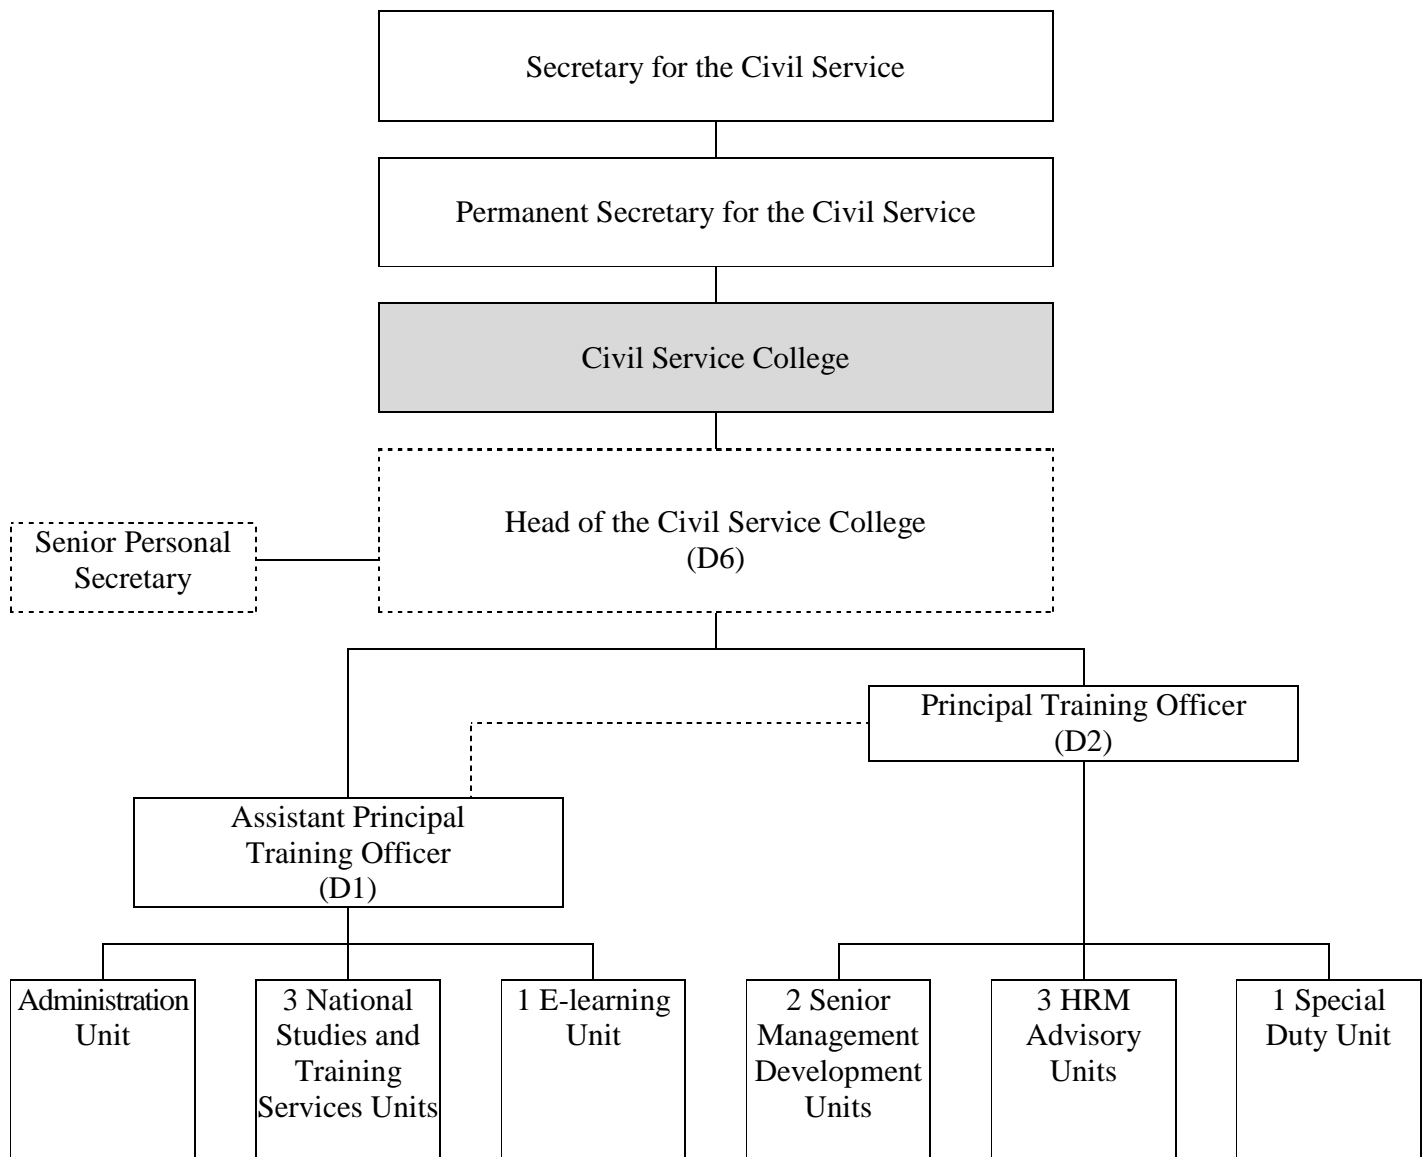 Secretary for the Civil Service
Permanent Secretary for the Civil Service
Civil Service College
Head of the Civil Service College
(D6)
Senior Personal
Secretary
Principal Training Officer
(D2)
Assistant Principal
Training Officer
(D1)
Administration
Unit
3 National
Studies and
Training
Services Units
1 E-learning
Unit
2 Senior
Management
Development
Units
3 HRM
Advisory
Units
1 Special
Duty Unit